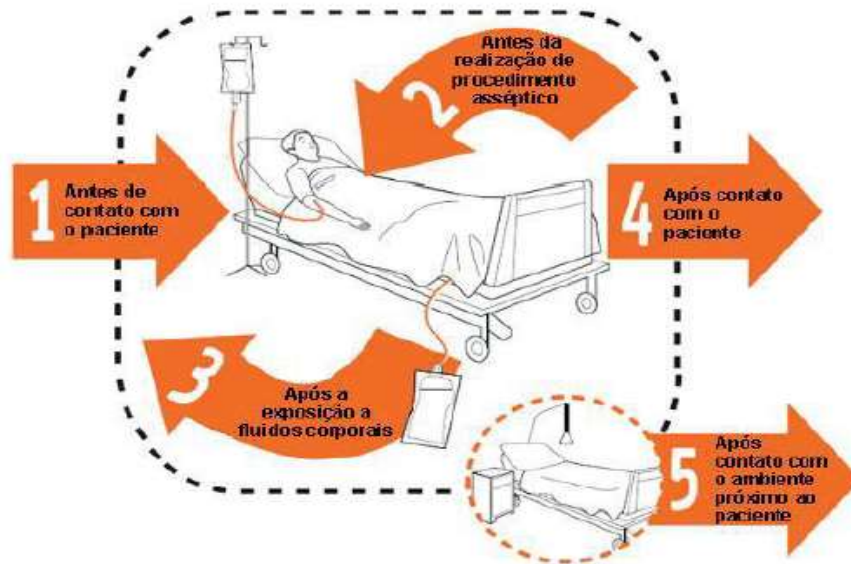 1
Antes de
contato com
o paciente
2
Antes da
realização de
procedimento
asséptico
3
Após a
exposição a
fluidos corporais
4
Após contato
com o
paciente
5
Após
contato com
o ambiente
próximo ao
paciente